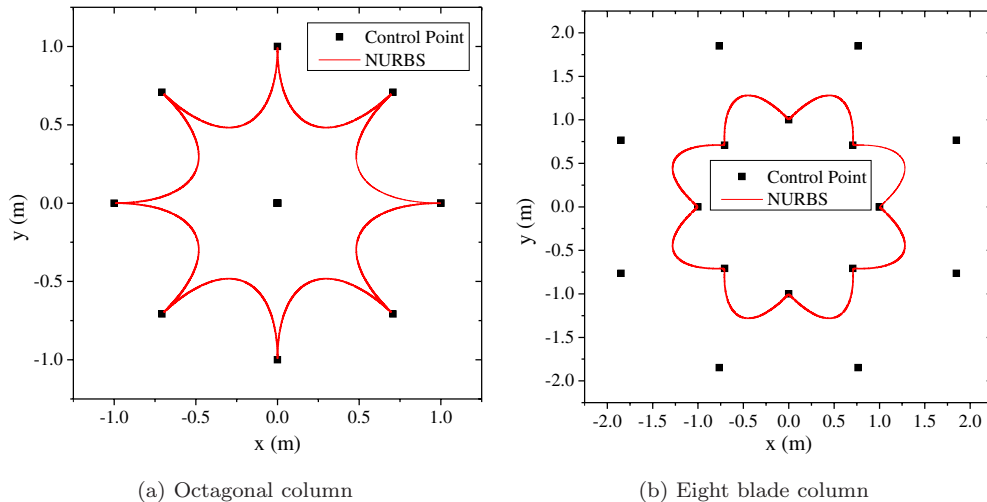 1.0
0.5
0.0
-0.5
-1.0
y (m)
-1.0 -0.5 0.0 0.5 1.0
x (m)
Control Point
NURBS
(a) Octagonal column
2.0
1.5
1.0
0.5
0.0
-0.5
-1.0
-1.5
-2.0
y (m)
-2.0 -1.5 -1.0 -0.5 0.0 0.5 1.0 1.5 2.0
x (m)
Control Point
NURBS
(b) Eight blade column